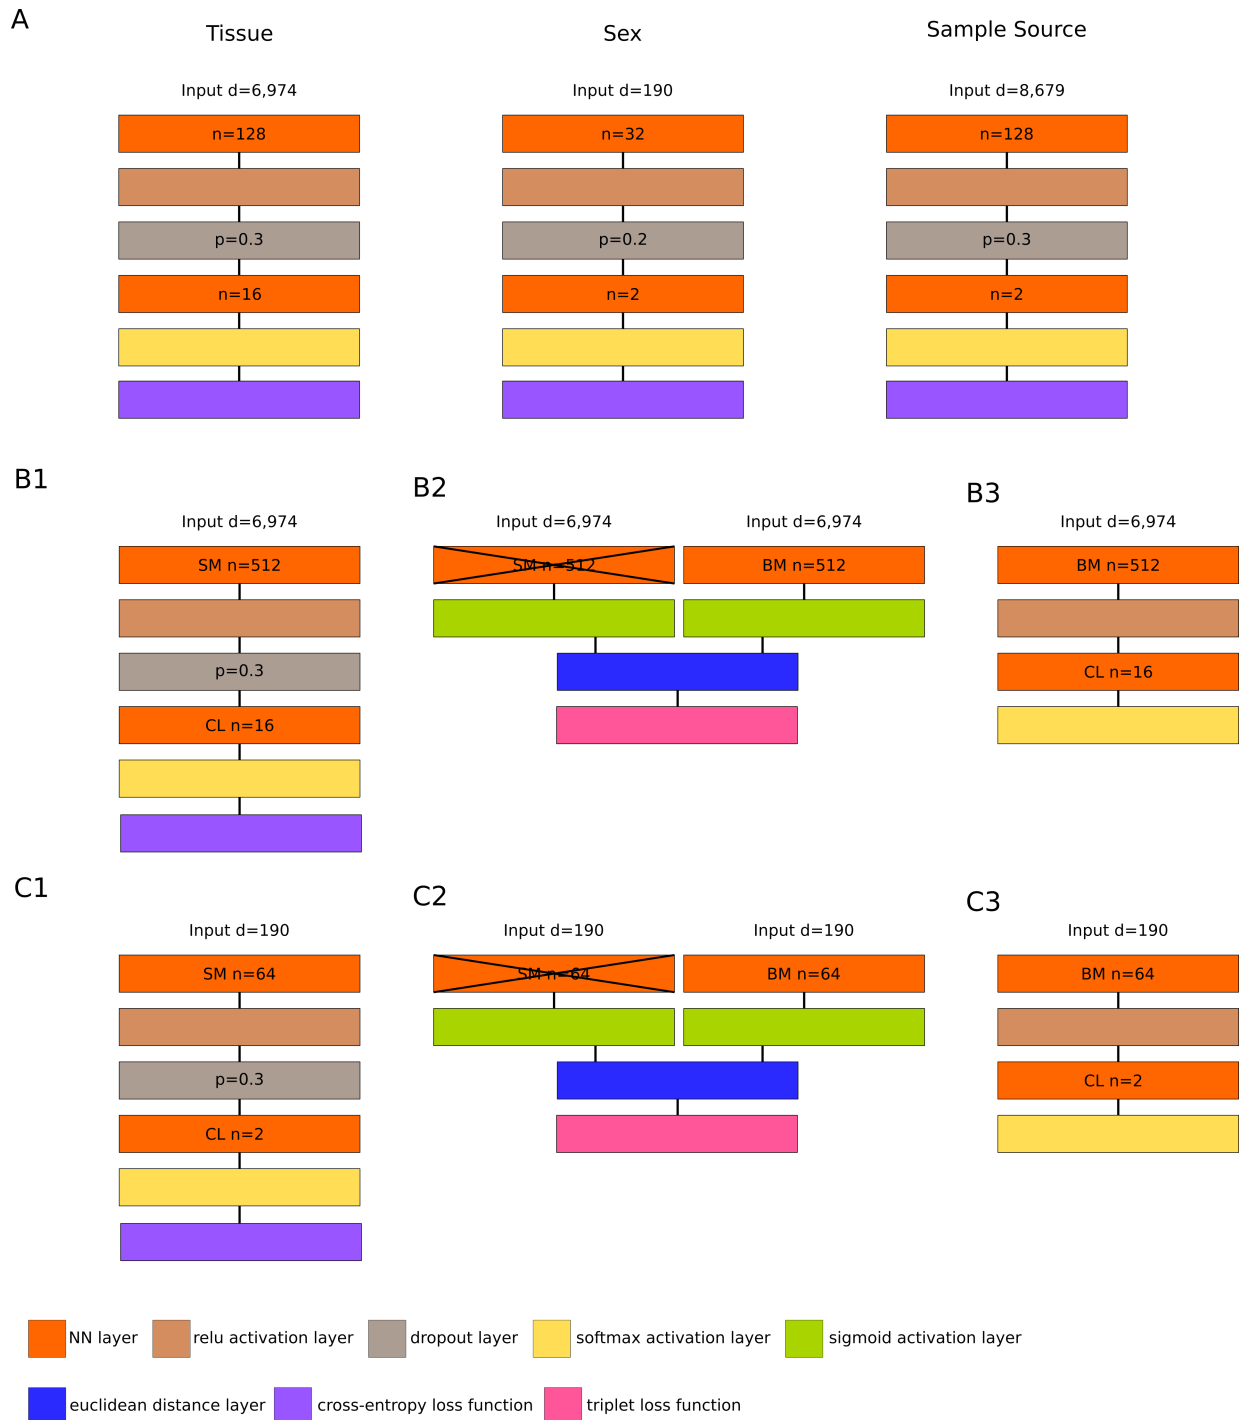 A
Tissue
Sex
Sample Source
Input d=6,974
Input d=190
Input d=8,679
n=128
n=32
n=128
p=0.3
p=0.2
p=0.3
n=16
n=2
n=2
B1
B2
B3
Input d=6,974
Input d=6,974
Input d=6,974
Input d=6,974
SM n=512
SM n=512
BM n=512
BM n=512
p=0.3
CL n=16
CL n=16
C1
C2
C3
Input d=190
Input d=190
Input d=190
Input d=190
SM n=64
SM n=64
BM n=64
BM n=64
p=0.3
CL n=2
CL n=2
NN layer
relu activation layer
dropout layer
softmax activation layer
sigmoid activation layer
euclidean distance layer
cross-entropy loss function
triplet loss function